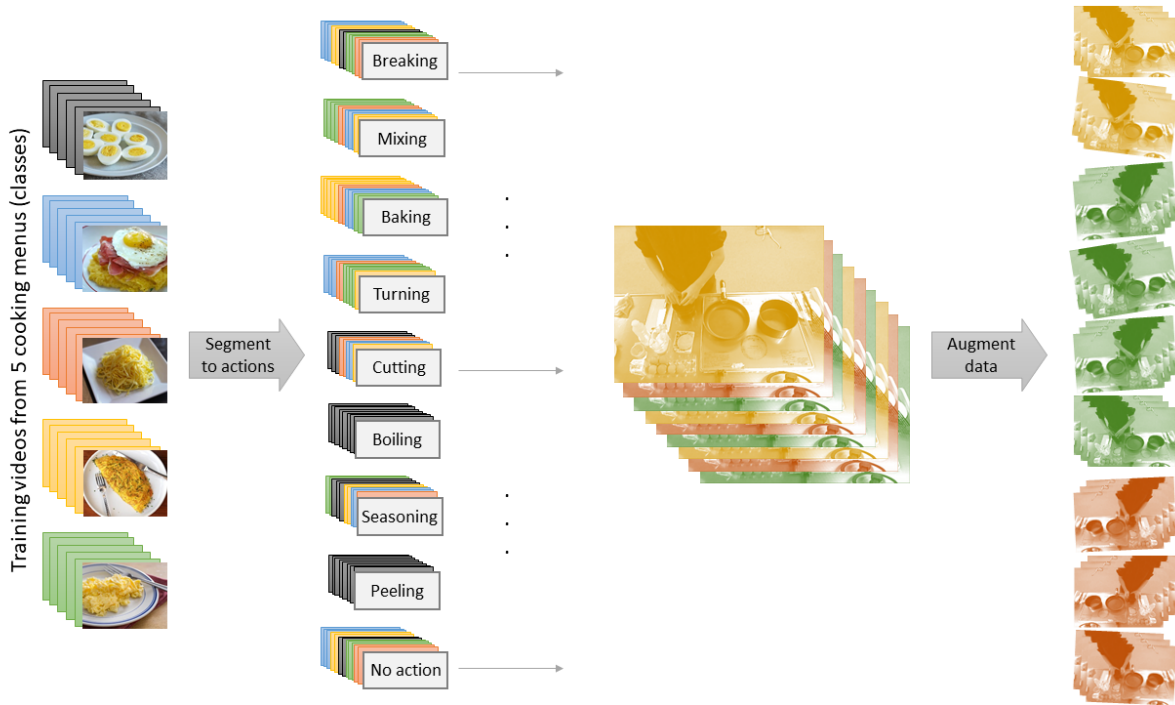 Training videos from 5 cooking menus (classes)
Segment
to actions
Breaking
Mixing
Baking
Turning
Cutting
Boiling
Seasoning
Peeling
No action
Augment
data